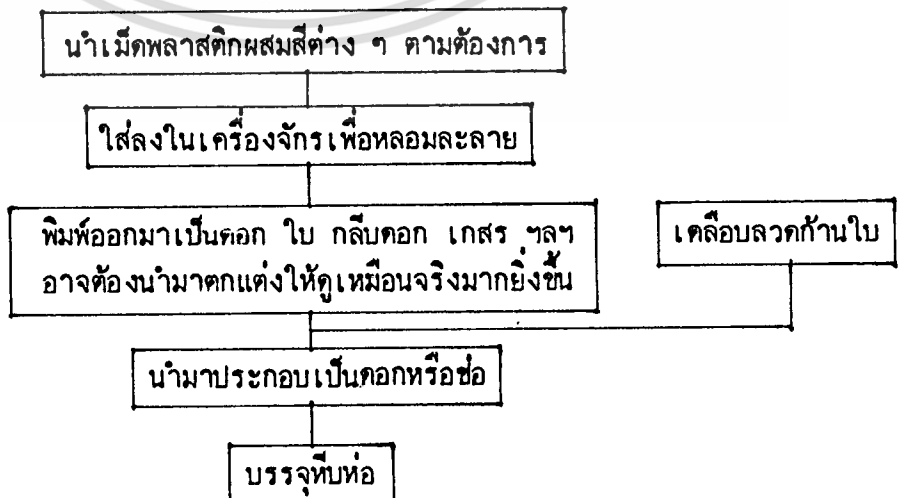 นำเม็ดพลาสติกผสมสีต่าง ๆ ตามต้องการ
ใส่ลงในเครื่องจักรเพื่อหลอมละลาย
พิมพ์ออกมาเป็นดอก ใบ กลีบดอก เกสร ฯลฯ
อาจต้องนำมาตกแต่งให้ดูเหมือนจริงมากยิ่งขึ้น
เคลือบลวดก้านใบ
นำมาประกอบเป็นดอกหรือช่อ
บรรจุหีบห่อ